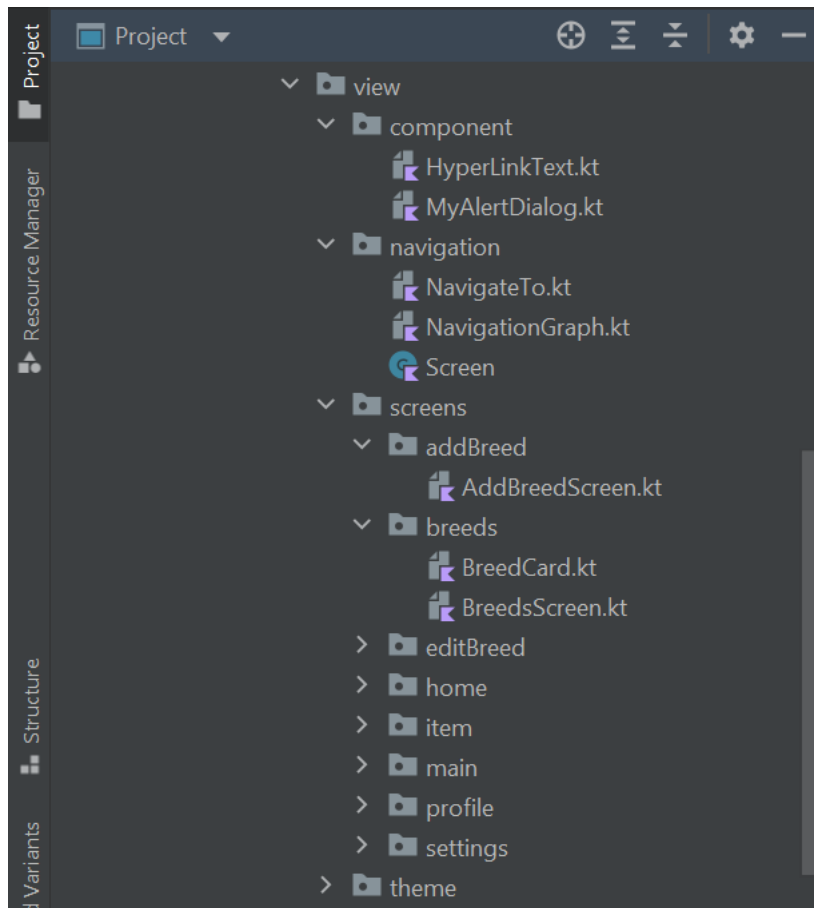 Project
view
component
HyperLinkText.kt
MyAlertDialog.kt
navigation
NavigateTo.kt
NavigationGraph.kt
Screen
screens
addBreed
AddBreedScreen.kt
breeds
BreedCard.kt
BreedsScreen.kt
editBreed
home
item
main
profile
settings
theme
Project
Resource Manager
Structure
Variants